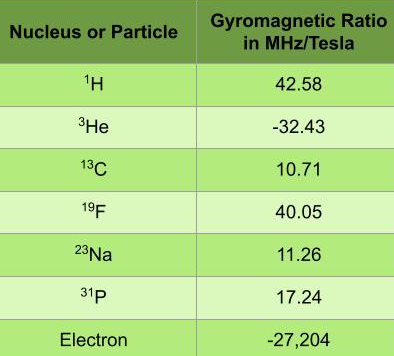 Nucleus or Particle
Gyromagnetic Ratio
in MHz/Tesla
¹H
42.58
³He
-32.43
¹³C
10.71
¹⁹F
40.05
²³Na
11.26
³¹P
17.24
Electron
-27,204